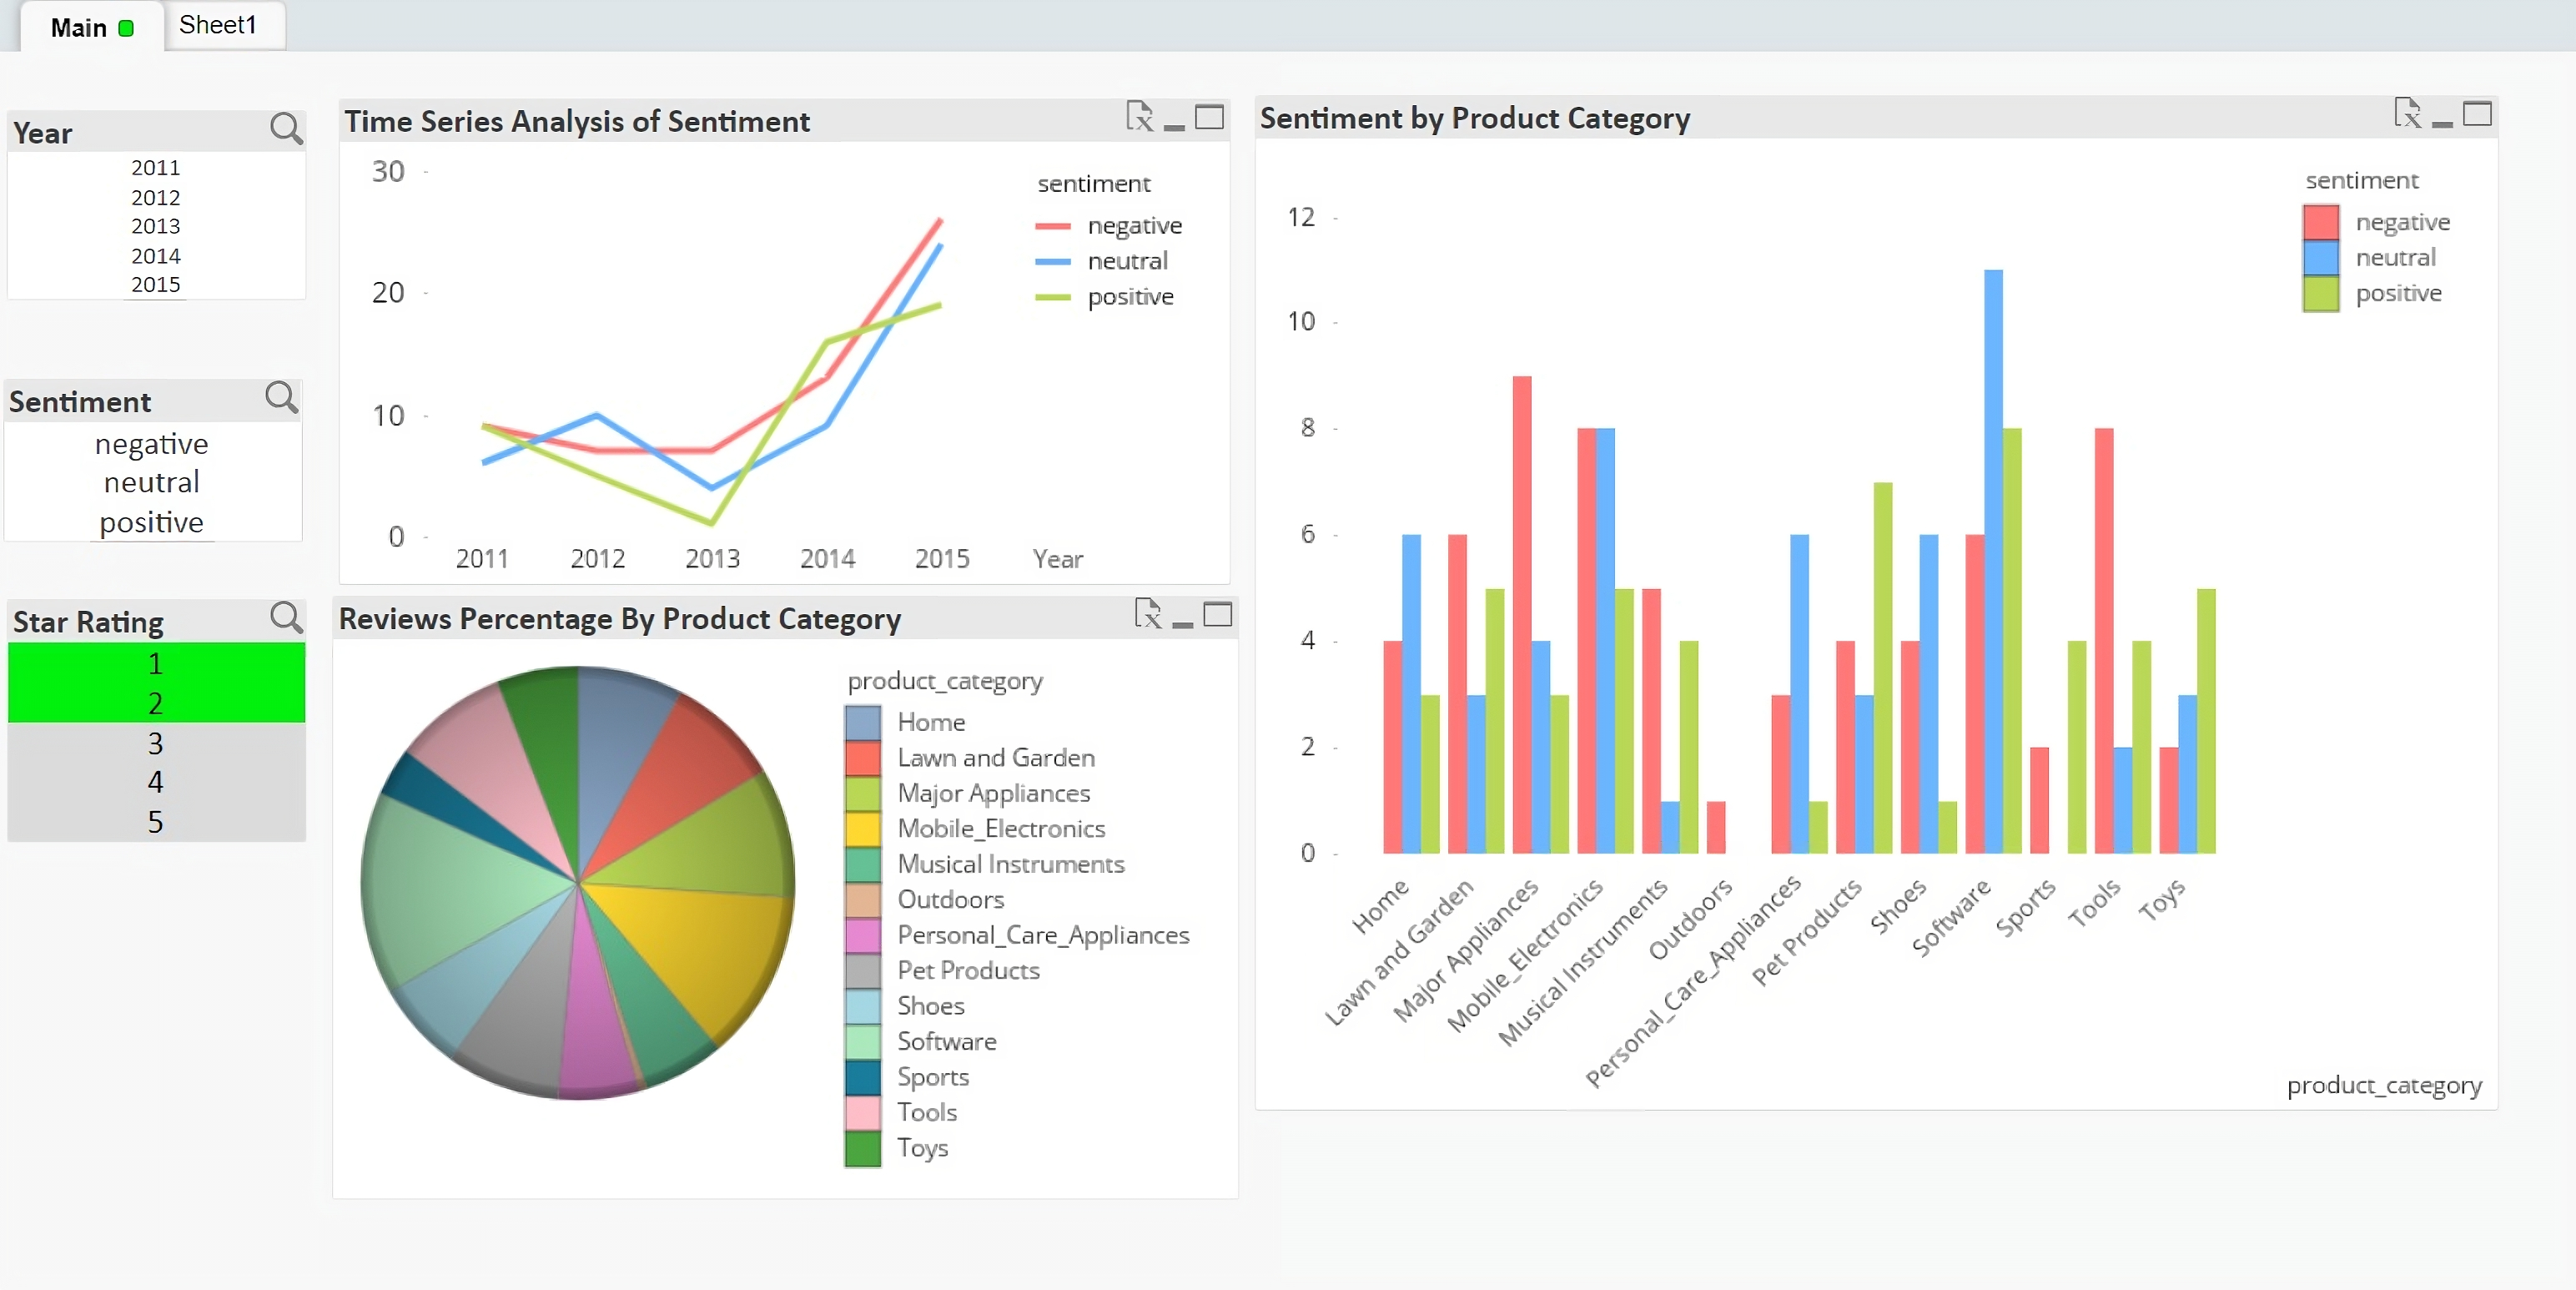 Main
Sheet1
Year
2011
2012
2013
2014
2015
Sentiment
negative
neutral
positive
Star Rating
1
2
3
4
5
Time Series Analysis of Sentiment
30
20
10
0
2011 2012 2013 2014 2015 Year
sentiment
negative
neutral
positive
Reviews Percentage By Product Category
product_category
Home
Lawn and Garden
Major Appliances
Mobile_Electronics
Musical Instruments
Outdoors
Personal_Care_Appliances
Pet Products
Shoes
Software
Sports
Tools
Toys
Sentiment by Product Category
sentiment
negative
neutral
positive
12
10
8
6
4
2
0
Home
Lawn and Garden
Major Appliances
Mobile_Electronics
Musical Instruments
Outdoors
Personal_Care_Appliances
Pet Products
Shoes
Software
Sports
Tools
Toys
product_category